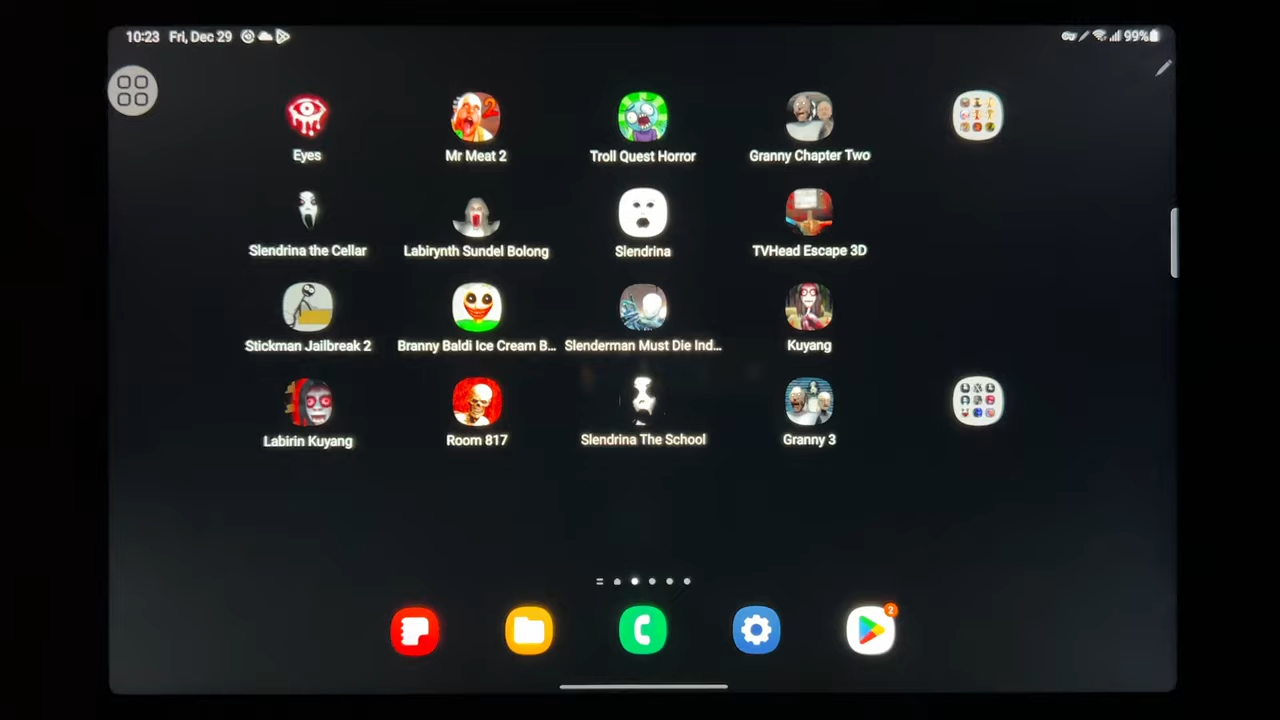 10:23 Fri, Dec 29
99%
Eyes
Mr Meat 2
Troll Quest Horror
Granny Chapter Two
Slendrina the Cellar
Labirynth Sundel Bolong
Slendrina
TVHead Escape 3D
Stickman Jailbreak 2
Branny Baldi Ice Cream B...
Slenderman Must Die Ind...
Kuyang
Labirin Kuyang
Room 817
Slendrina The School
Granny 3
2